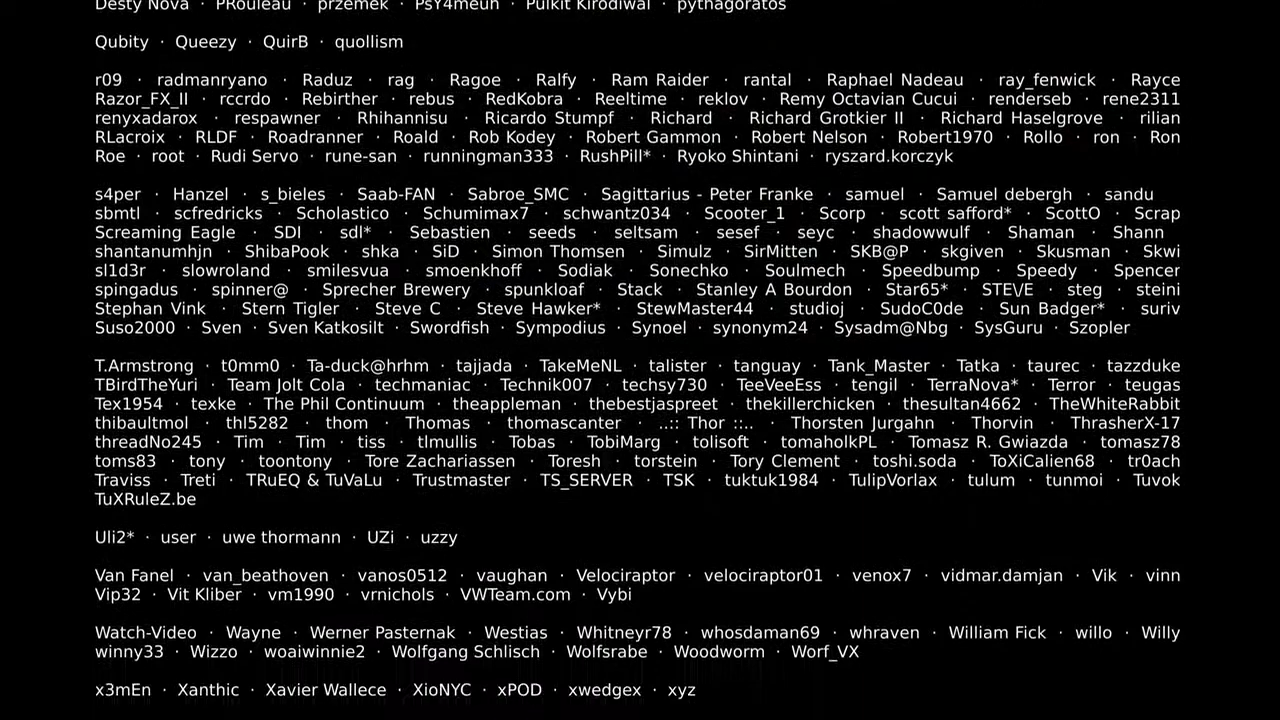 Desty Nova · PRouleau · przemek · PsY4meuh · Pulkit Kirodiwal · pythagoratos
Qubity · Queezy · QuirB · quollism
r09 · radmanryano · Raduz · rag · Ragoe · Ralfy · Ram Raider · rantal · Raphael Nadeau · ray_fenwick · Rayce
Razor_FX_II · rccrdo · Rebirther · rebus · RedKobra · Reeltime · reklov · Remy Octavian Cucui · renderseb · rene2311
renyxadarox · respawner · Rhihannisu · Ricardo Stumpf · Richard · Richard Grotkier II · Richard Haselgrove · rilian
RLacroix · RLDF · Roadranner · Roald · Rob Kodey · Robert Gammon · Robert Nelson · Robert1970 · Rollo · ron · Ron
Roe · root · Rudi Servo · rune-san · runningman333 · RushPill* · Ryoko Shintani · ryszard.korczyk
s4per · Hanzel · s_bieles · Saab-FAN · Sabroe_SMC · Sagittarius - Peter Franke · samuel · Samuel debergh · sandu
sbmtl · scfredricks · Scholastico · Schumimax7 · schwantz034 · Scooter_1 · Scorp · scott safford* · ScottO · Scrap
Screaming Eagle · SDI · sdl* · Sebastien · seeds · seltsam · sesef · seyc · shadowwulf · Shaman · Shann
shantanumhjn · ShibaPook · shka · SiD · Simon Thomsen · Simulz · SirMitten · SKB@P · skgiven · Skusman · Skwi
sl1d3r · slowroland · smilesvua · smoenkhoff · Sodiak · Sonechko · Soulmech · Speedbump · Speedy · Spencer
spingadus · spinner@ · Sprecher Brewery · spunkloaf · Stack · Stanley A Bourdon · Star65* · STE\/E · steg · steini
Stephan Vink · Stern Tigler · Steve C · Steve Hawker* · StewMaster44 · studioj · SudoC0de · Sun Badger* · suriv
Suso2000 · Sven · Sven Katkosilt · Swordfish · Sympodius · Synoel · synonym24 · Sysadm@Nbg · SysGuru · Szopler
T.Armstrong · t0mm0 · Ta-duck@hrhm · tajjada · TakeMeNL · talister · tanguay · Tank_Master · Tatka · taurec · tazzduke
TBirdTheYuri · Team Jolt Cola · techmaniac · Technik007 · techsy730 · TeeVeeEss · tengil · TerraNova* · Terror · teugas
Tex1954 · texke · The Phil Continuum · theappleman · thebestjaspreet · thekillerchicken · thesultan4662 · TheWhiteRabbit
thibaultmol · thl5282 · thom · Thomas · thomascanter · ..:: Thor ::.. · Thorsten Jurgahn · Thorvin · ThrasherX-17
threadNo245 · Tim · Tim · tiss · tlmullis · Tobas · TobiMarg · tolisoft · tomaholkPL · Tomasz R. Gwiazda · tomasz78
toms83 · tony · toontony · Tore Zachariassen · Toresh · torstein · Tory Clement · toshi.soda · ToXiCalien68 · tr0ach
Traviss · Treti · TRuEQ & TuVaLu · Trustmaster · TS_SERVER · TSK · tuktuk1984 · TulipVorlax · tulum · tunmoi · Tuvok
TuXRuleZ.be
Uli2* · user · uwe thormann · UZi · uzzy
Van Fanel · van_beathoven · vanos0512 · vaughan · Velociraptor · velociraptor01 · venox7 · vidmar.damjan · Vik · vinn
Vip32 · Vit Kliber · vm1990 · vrnichols · VWTeam.com · Vybi
Watch-Video · Wayne · Werner Pasternak · Westias · Whitneyr78 · whosdaman69 · whraven · William Fick · willo · Willy
winny33 · Wizzo · woaiwinnie2 · Wolfgang Schlisch · Wolfsrabe · Woodworm · Worf_VX
x3mEn · Xanthic · Xavier Wallece · XioNYC · xPOD · xwedgex · xyz